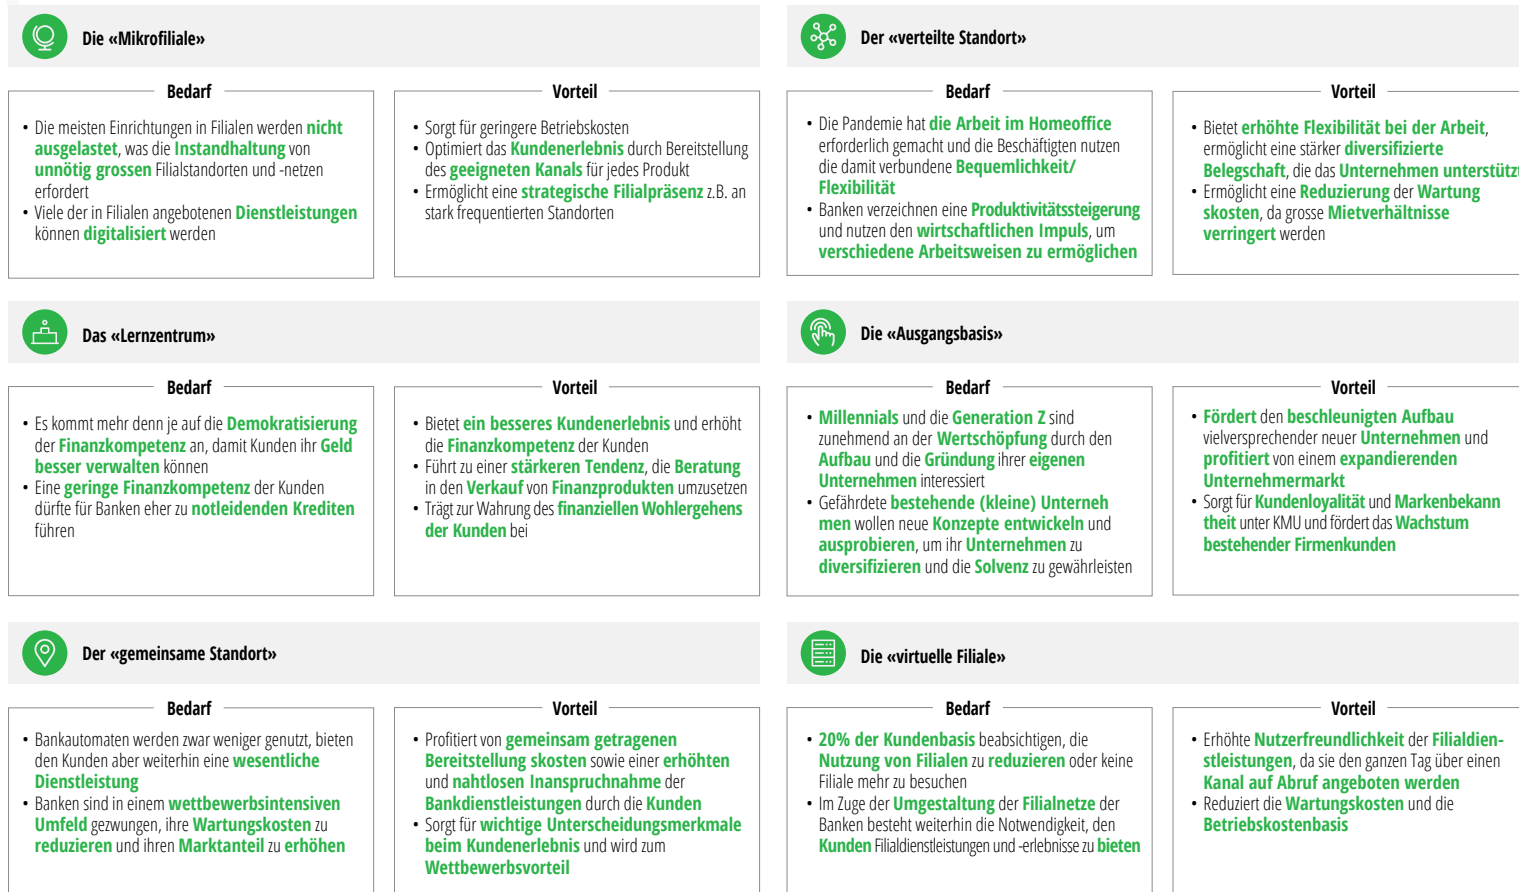 Die «Mikrofiliale»
Bedarf
• Die meisten Einrichtungen in Filialen werden nicht
ausgelastet, was die Instandhaltung von
unnötig grossen Filialstandorten und -netzen
erfordert
• Viele der in Filialen angebotenen Dienstleistungen
können digitalisiert werden
Vorteil
• Sorgt für geringere Betriebskosten
• Optimiert das Kundenerlebnis durch Bereitstellung
des geeigneten Kanals für jedes Produkt
• Ermöglicht eine strategische Filialpräsenz z.B. an
stark frequentierten Standorten
Der «verteilte Standort»
Bedarf
• Die Pandemie hat die Arbeit im Homeoffice
erforderlich gemacht und die Beschäftigten nutzen
die damit verbundene Bequemlichkeit/
Flexibilität
• Banken verzeichnen eine Produktivitätssteigerung
und nutzen den wirtschaftlichen Impuls, um
verschiedene Arbeitsweisen zu ermöglichen
Vorteil
• Bietet erhöhte Flexibilität bei der Arbeit,
ermöglicht eine stärker diversifizierte
Belegschaft, die das Unternehmen unterstützt
• Ermöglicht eine Reduzierung der Wartung
skosten, da grosse Mietverhältnisse
verringert werden
Das «Lernzentrum»
Bedarf
• Es kommt mehr denn je auf die Demokratisierung
der Finanzkompetenz an, damit Kunden ihr Geld
besser verwalten können
• Eine geringe Finanzkompetenz der Kunden
dürfte für Banken eher zu notleidenden Krediten
führen
Vorteil
• Bietet ein besseres Kundenerlebnis und erhöht
die Finanzkompetenz der Kunden
• Führt zu einer stärkeren Tendenz, die Beratung
in den Verkauf von Finanzprodukten umzusetzen
• Trägt zur Wahrung des finanziellen Wohlergehens
der Kunden bei
Die «Ausgangsbasis»
Bedarf
• Millennials und die Generation Z sind
zunehmend an der Wertschöpfung durch den
Aufbau und die Gründung ihrer eigenen
Unternehmen interessiert
• Gefährdete bestehende (kleine) Unterneh
men wollen neue Konzepte entwickeln und
ausprobieren, um ihr Unternehmen zu
diversifizieren und die Solvenz zu gewährleisten
Vorteil
• Fördert den beschleunigten Aufbau
vielversprechender neuer Unternehmen und
profitiert von einem expandierenden
Unternehmermarkt
• Sorgt für Kundenloyalität und Markenbekann
theit unter KMU und fördert das Wachstum
bestehender Firmenkunden
Der «gemeinsame Standort»
Bedarf
• Bankautomaten werden zwar weniger genutzt, bieten
den Kunden aber weiterhin eine wesentliche
Dienstleistung
• Banken sind in einem wettbewerbsintensiven
Umfeld gezwungen, ihre Wartungskosten zu
reduzieren und ihren Marktanteil zu erhöhen
Vorteil
• Profitiert von gemeinsam getragenen
Bereitstellung skosten sowie einer erhöhten
und nahtlosen Inanspruchnahme der
Bankdienstleistungen durch die Kunden
• Sorgt für wichtige Unterscheidungsmerkmale
beim Kundenerlebnis und wird zum
Wettbewerbsvorteil
Die «virtuelle Filiale»
Bedarf
• 20% der Kundenbasis beabsichtigen, die
Nutzung von Filialen zu reduzieren oder keine
Filiale mehr zu besuchen
• Im Zuge der Umgestaltung der Filialnetze der
Banken besteht weiterhin die Notwendigkeit, den
Kunden Filialdienstleistungen und -erlebnisse zu bieten
Vorteil
• Erhöhte Nutzerfreundlichkeit der Filialdien-
stleistungen, da sie den ganzen Tag über einen
Kanal auf Abruf angeboten werden
• Reduziert die Wartungskosten und die
Betriebskostenbasis